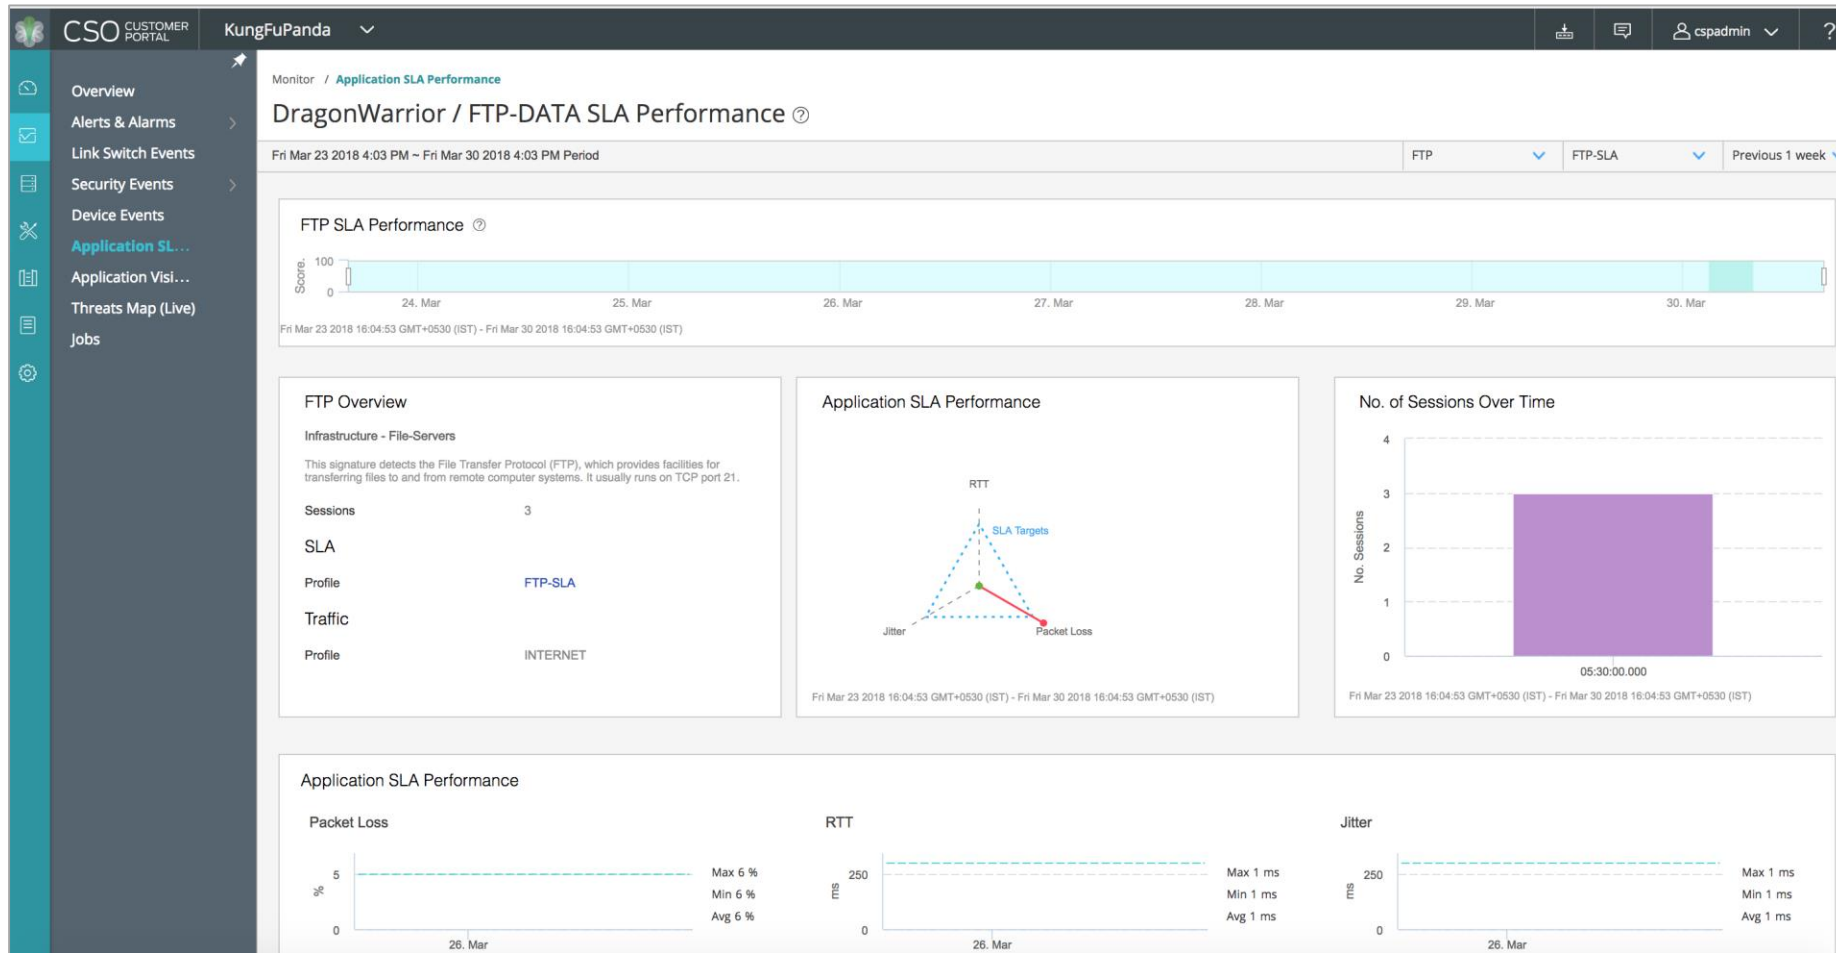 CSO CUSTOMER PORTAL KungFuPanda cspadmin ?
Overview
Alerts & Alarms
Link Switch Events
Security Events
Device Events
Application SL...
Application Visi...
Threats Map (Live)
Jobs
Monitor / Application SLA Performance
DragonWarrior / FTP-DATA SLA Performance ?
Fri Mar 23 2018 4:03 PM ~ Fri Mar 30 2018 4:03 PM Period FTP FTP-SLA Previous 1 week
FTP SLA Performance ?
Score.
100
0
24. Mar 25. Mar 26. Mar 27. Mar 28. Mar 29. Mar 30. Mar
Fri Mar 23 2018 16:04:53 GMT+0530 (IST) - Fri Mar 30 2018 16:04:53 GMT+0530 (IST)
FTP Overview
Infrastructure - File-Servers
This signature detects the File Transfer Protocol (FTP), which provides facilities for
transferring files to and from remote computer systems. It usually runs on TCP port 21.
Sessions 3
SLA
Profile FTP-SLA
Traffic
Profile INTERNET
Application SLA Performance
RTT
SLA Targets
Jitter
Packet Loss
Fri Mar 23 2018 16:04:53 GMT+0530 (IST) - Fri Mar 30 2018 16:04:53 GMT+0530 (IST)
No. of Sessions Over Time
No. Sessions
4
3
2
1
0
05:30:00.000
Fri Mar 23 2018 16:04:53 GMT+0530 (IST) - Fri Mar 30 2018 16:04:53 GMT+0530 (IST)
Application SLA Performance
Packet Loss
%
5
0
26. Mar
Max 6 %
Min 6 %
Avg 6 %
RTT
ms
250
0
26. Mar
Max 1 ms
Min 1 ms
Avg 1 ms
Jitter
ms
250
0
26. Mar
Max 1 ms
Min 1 ms
Avg 1 ms